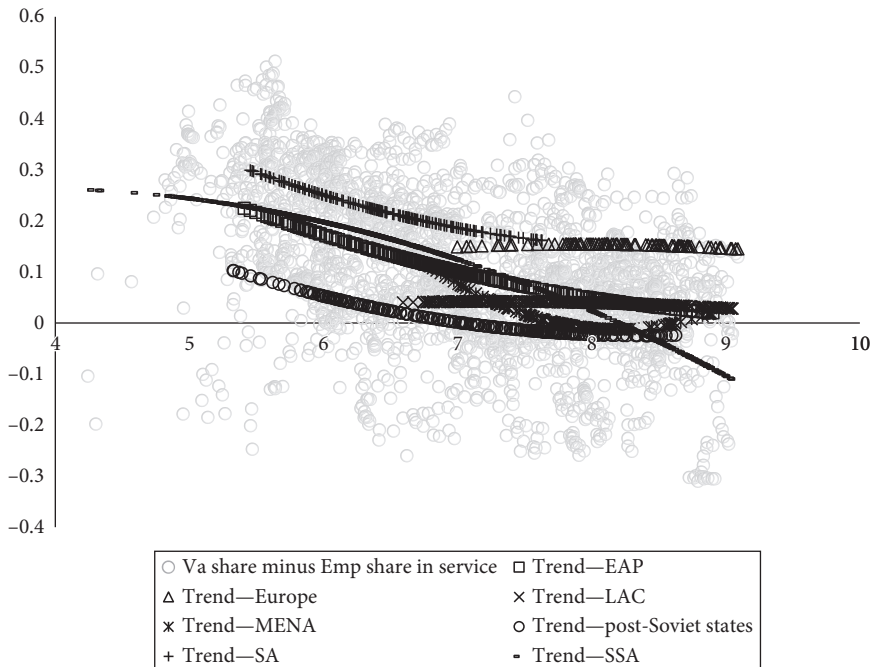 0.6
0.5
0.4
0.3
0.2
0.1
0
4 5 6 7 8 9 10
–0.1
–0.2
–0.3
–0.4
Va share minus Emp share in service Trend—EAP
Trend—Europe Trend—LAC
Trend—MENA Trend—post-Soviet states
Trend—SA Trend—SSA